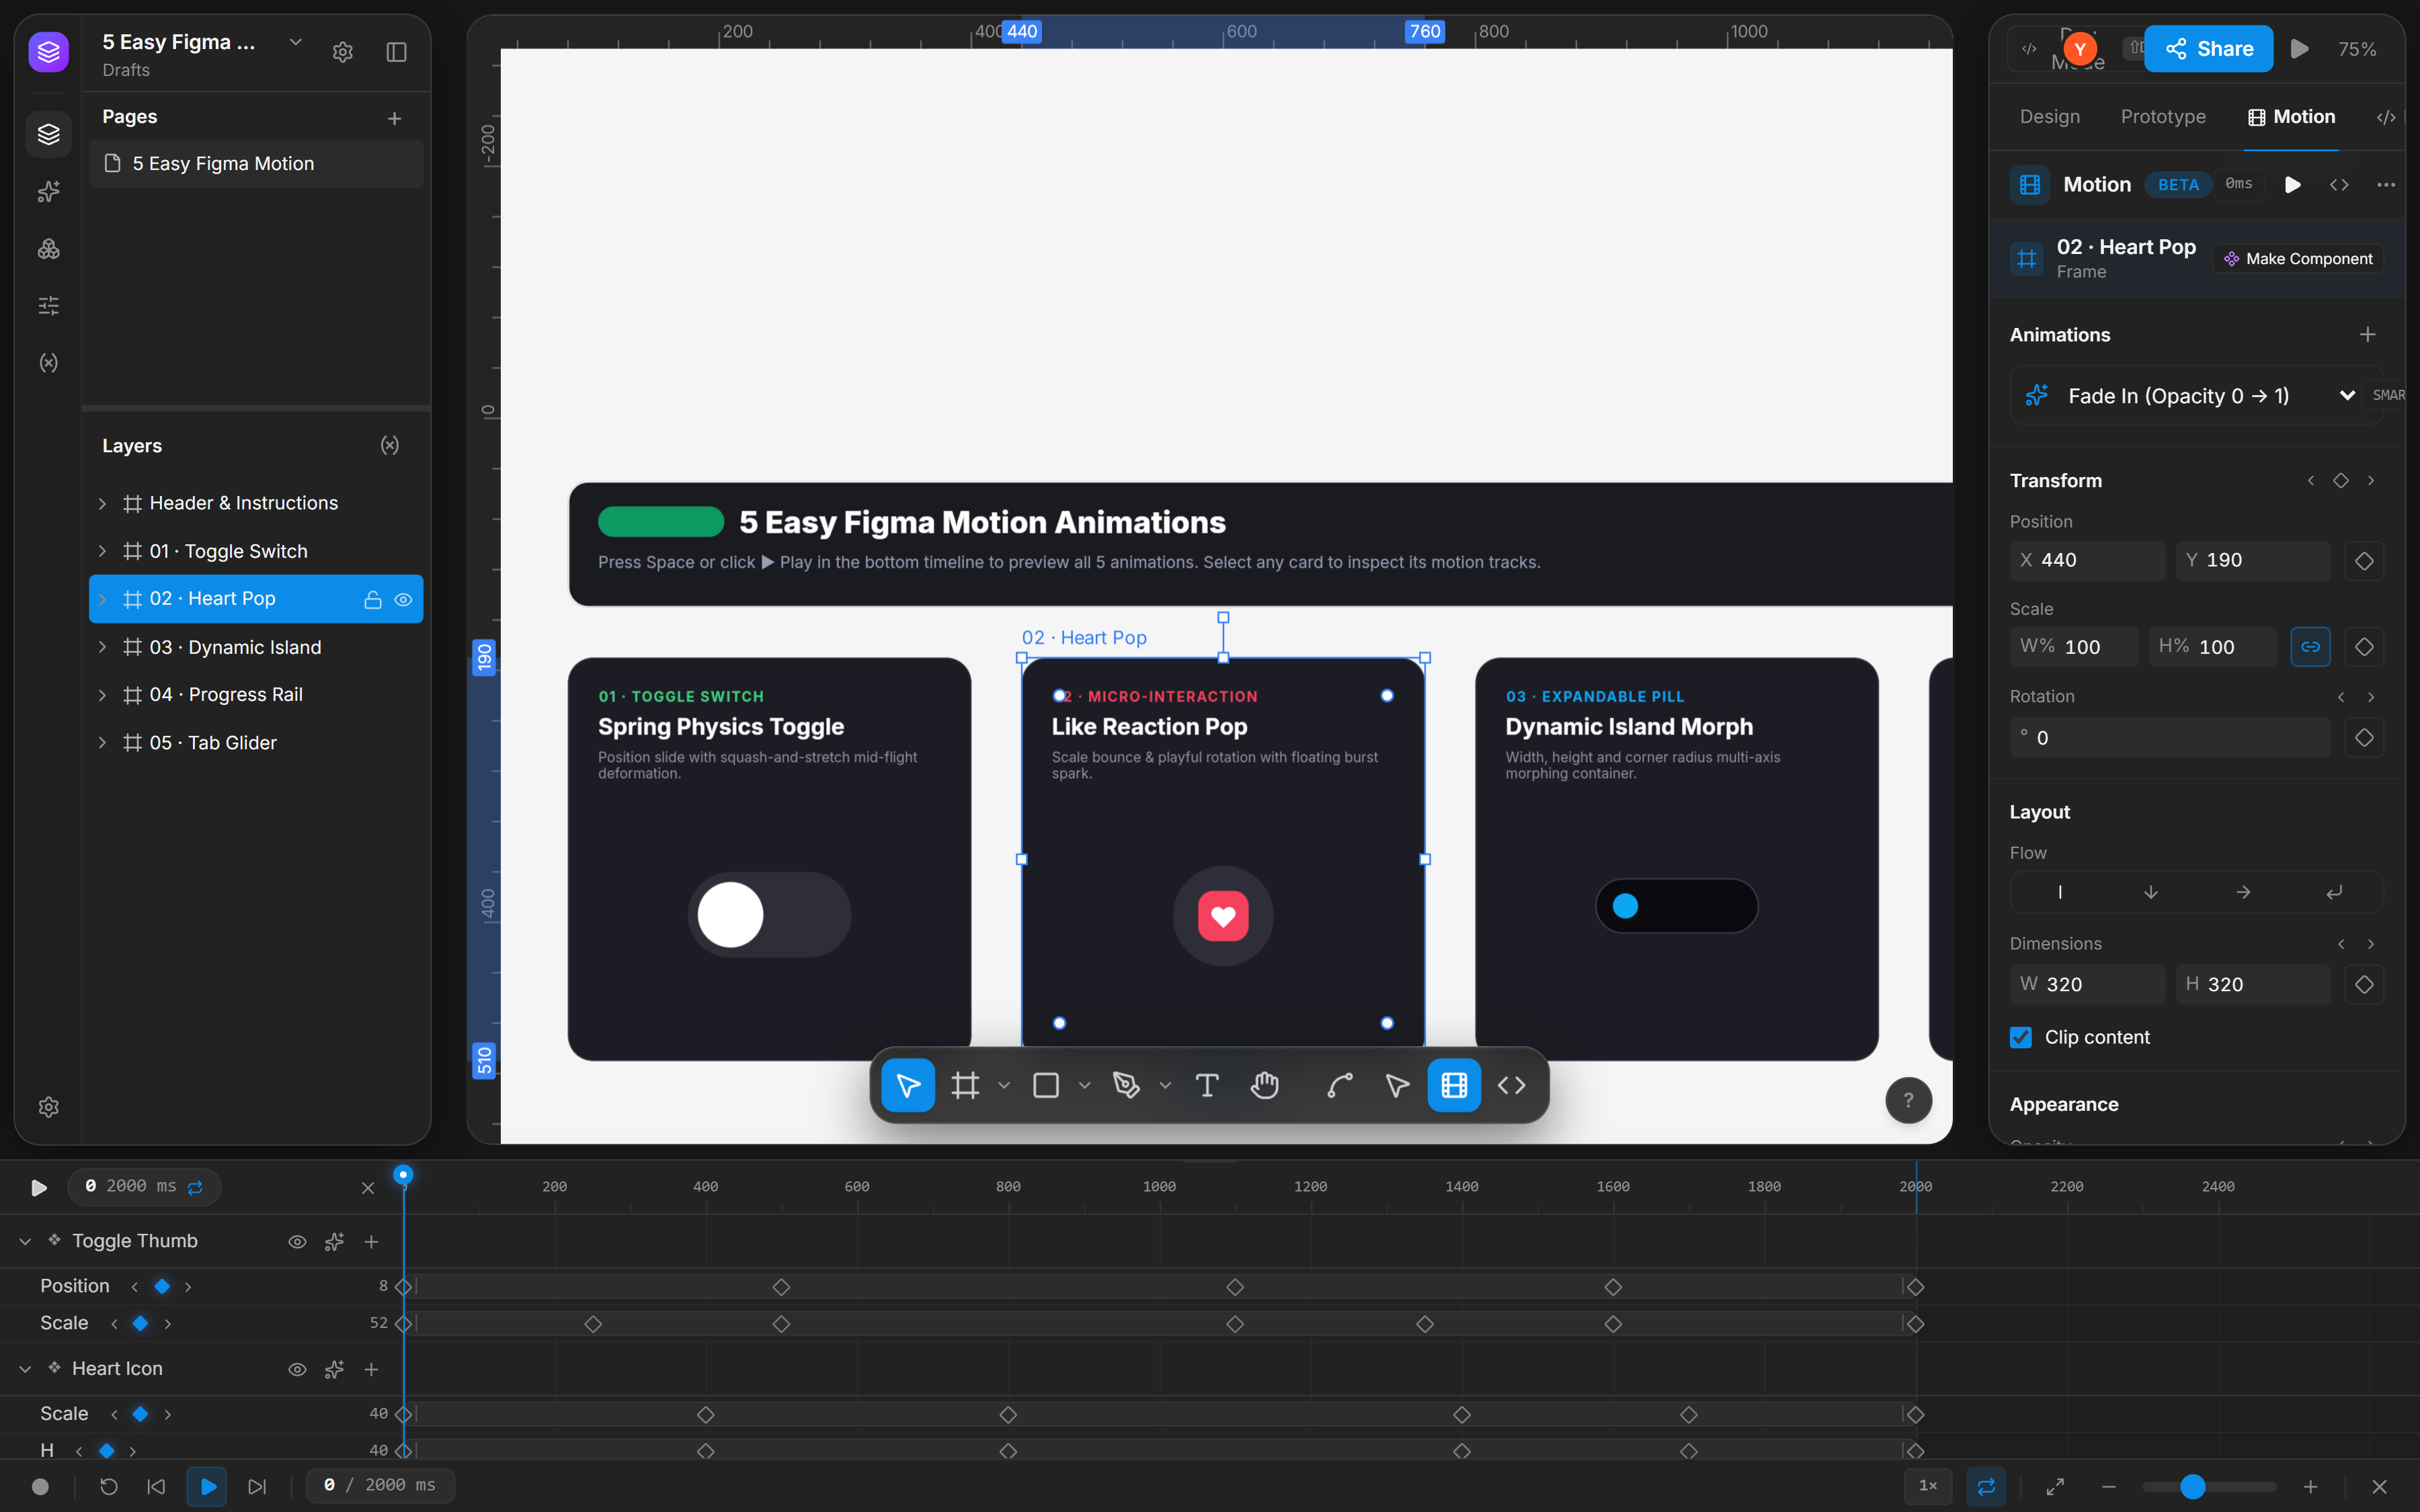 5 Easy Figma ...
Drafts
Pages
5 Easy Figma Motion
Layers
Header & Instructions
01 · Toggle Switch
02 · Heart Pop
03 · Dynamic Island
04 · Progress Rail
05 · Tab Glider
200
400
440
600
760
800
1000
-200
0
190
400
510
5 Easy Figma Motion Animations
Press Space or click ▶ Play in the bottom timeline to preview all 5 animations. Select any card to inspect its motion tracks.
02 · Heart Pop
01 · TOGGLE SWITCH
Spring Physics Toggle
Position slide with squash-and-stretch mid-flight
deformation.
2 · MICRO-INTERACTION
Like Reaction Pop
Scale bounce & playful rotation with floating burst
spark.
03 · EXPANDABLE PILL
Dynamic Island Morph
Width, height and corner radius multi-axis
morphing container.
?
Y
Share
75%
Design
Prototype
Motion
Motion
BETA
0ms
02 · Heart Pop
Frame
Make Component
Animations
Fade In (Opacity 0 → 1)
SMAR
Transform
Position
X 440
Y 190
Scale
W% 100
H% 100
Rotation
° 0
Layout
Flow
Dimensions
W 320
H 320
Clip content
Appearance
0 2000 ms
200
400
600
800
1000
1200
1400
1600
1800
2000
2200
2400
Toggle Thumb
Position
8
Scale
52
Heart Icon
Scale
40
H
40
0 / 2000 ms
1×